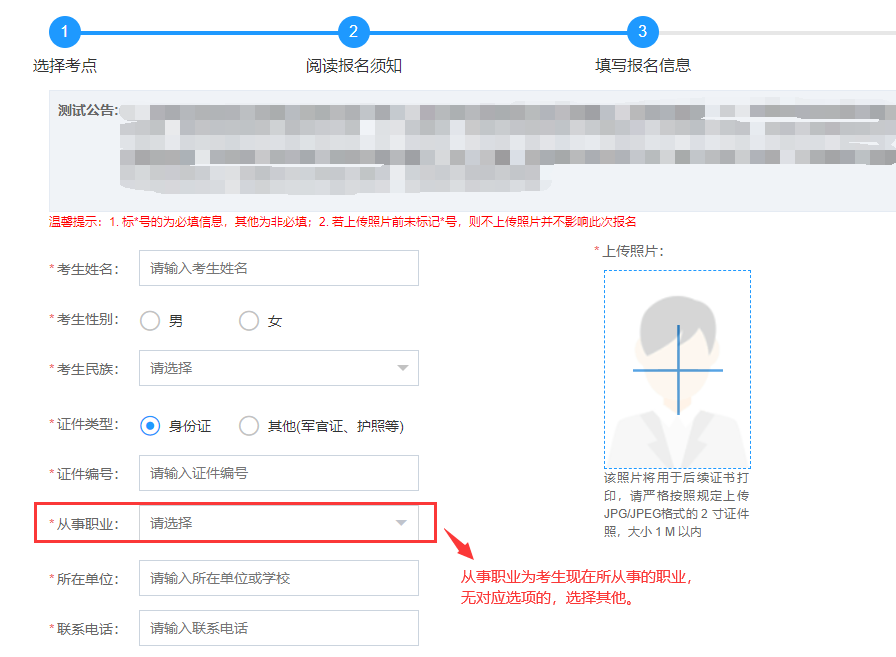 1
2
3
选择考点
阅读报名须知
填写报名信息
测试公告:
温馨提示：1. 标*号的为必填信息，其他为非必填；2. 若上传照片前未标记*号，则不上传照片并不影响此次报名
*考生姓名： 请输入考生姓名
*考生性别： 男 女
*考生民族： 请选择
*证件类型： 身份证 其他(军官证、护照等)
*证件编号： 请输入证件编号
*从事职业： 请选择
*所在单位： 请输入所在单位或学校
*联系电话： 请输入联系电话
*上传照片：
该照片将用于后续证书打
印，请严格按照规定上传
JPG/JPEG格式的 2 寸证件
照，大小 1 M 以内
从事职业为考生现在所从事的职业，
无对应选项的，选择其他。